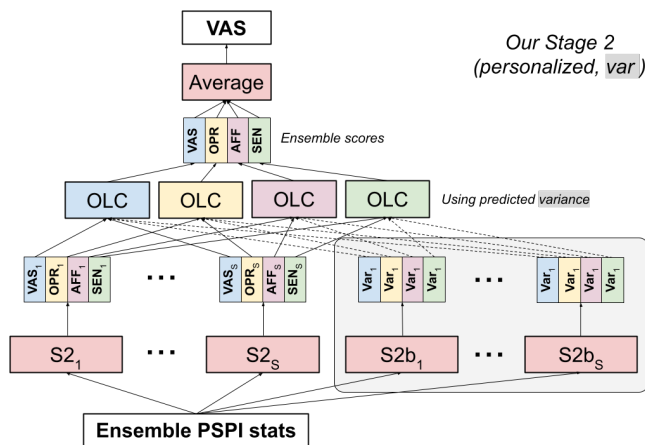 VAS
Our Stage 2
(personalized, var )
Average
VAS OPR AFF SEN
Ensemble scores
OLC OLC OLC OLC
Using predicted variance
VAS₁ OPR₁ AFF₁ SEN₁ ... VASₛ OPRₛ AFFₛ SENₛ Var₁ Var₁ Var₁ Var₁ ... Var₁ Var₁ Var₁ Var₁
S2₁ ... S2ₛ S2b₁ ... S2bₛ
Ensemble PSPI stats